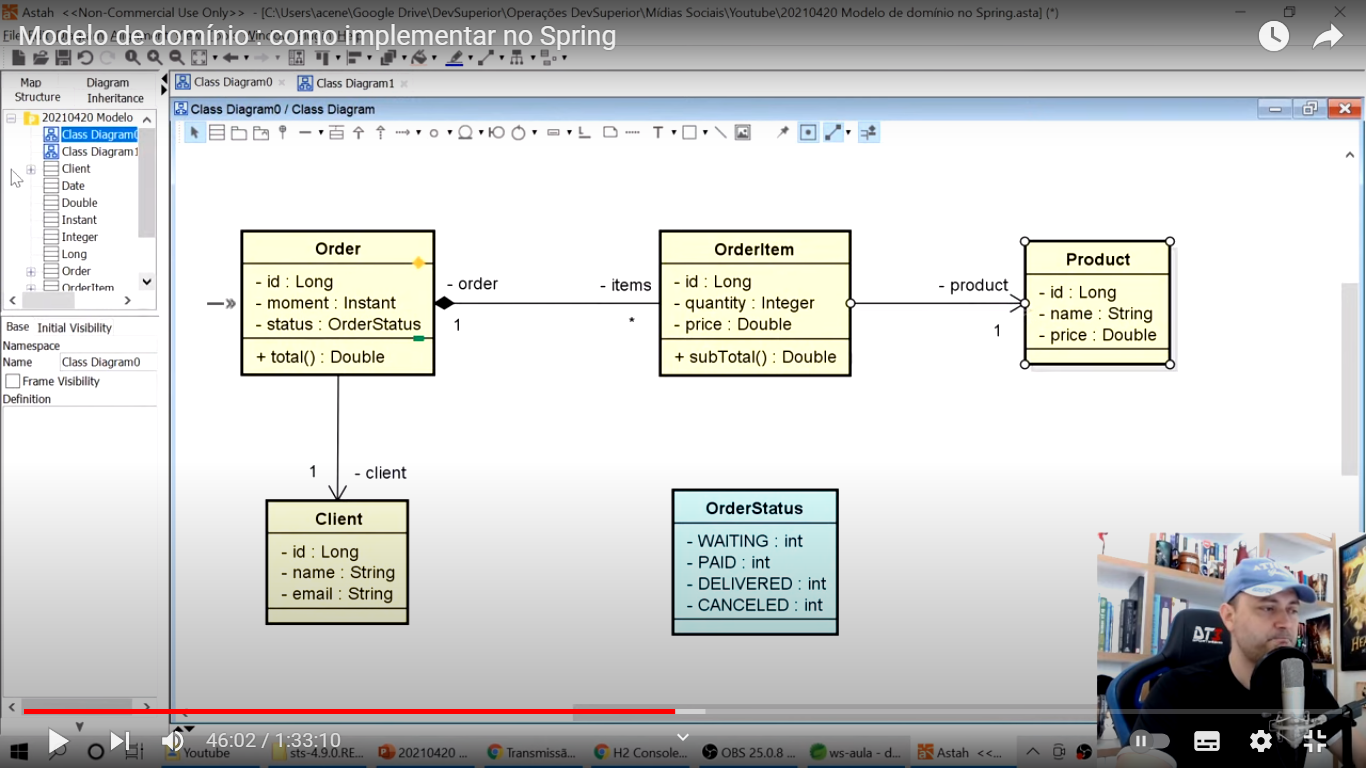 Astah <<Non-Commercial Use Only>> - [C:\Users\acene\Google Drive\DevSuperior\Operações DevSuperior\Mídias Sociais\Youtube\20210420 Modelo de domínio no Spring.asta] (*)
Modelo de domínio : como implementar no Spring
Map
Structure
Diagram
Inheritance
Class Diagram0
Class Diagram1
20210420 Modelo
Class Diagram0
Class Diagram1
Client
Date
Double
Instant
Integer
Long
Order
OrderItem
Class Diagram0 / Class Diagram
T
Order
- id : Long
- moment : Instant
- status : OrderStatus
+ total() : Double
- order
1
- items
*
OrderItem
- id : Long
- quantity : Integer
- price : Double
+ subTotal() : Double
- product
1
Product
- id : Long
- name : String
- price : Double
1
- client
Client
- id : Long
- name : String
- email : String
OrderStatus
- WAITING : int
- PAID : int
- DELIVERED : int
- CANCELED : int
Base Initial Visibility
Namespace
Name Class Diagram0
Frame Visibility
Definition
46:02 / 1:33:10
Youtube
sts-4.9.0.RE...
20210420 ...
Transmissã...
H2 Console...
OBS 25.0.8 ...
ws-aula - d...
Astah <<...